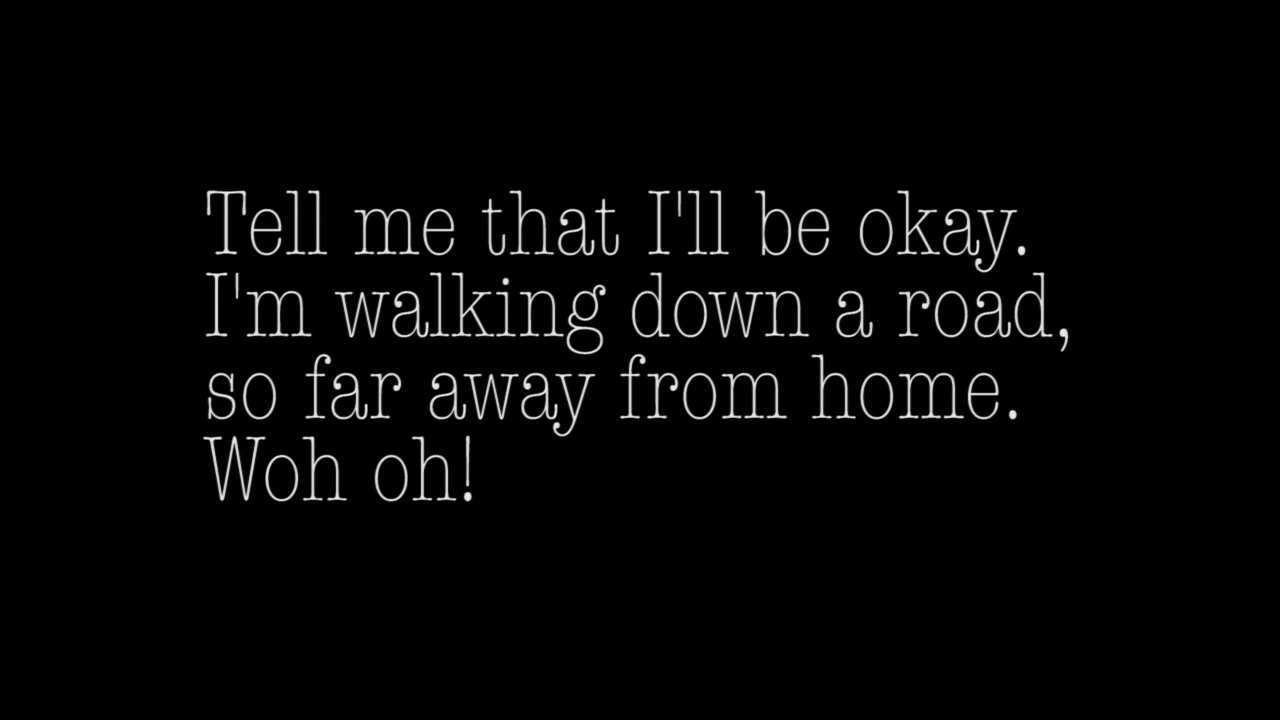 Tell me that I'll be okay.
I'm walking down a road,
so far away from home.
Woh oh!